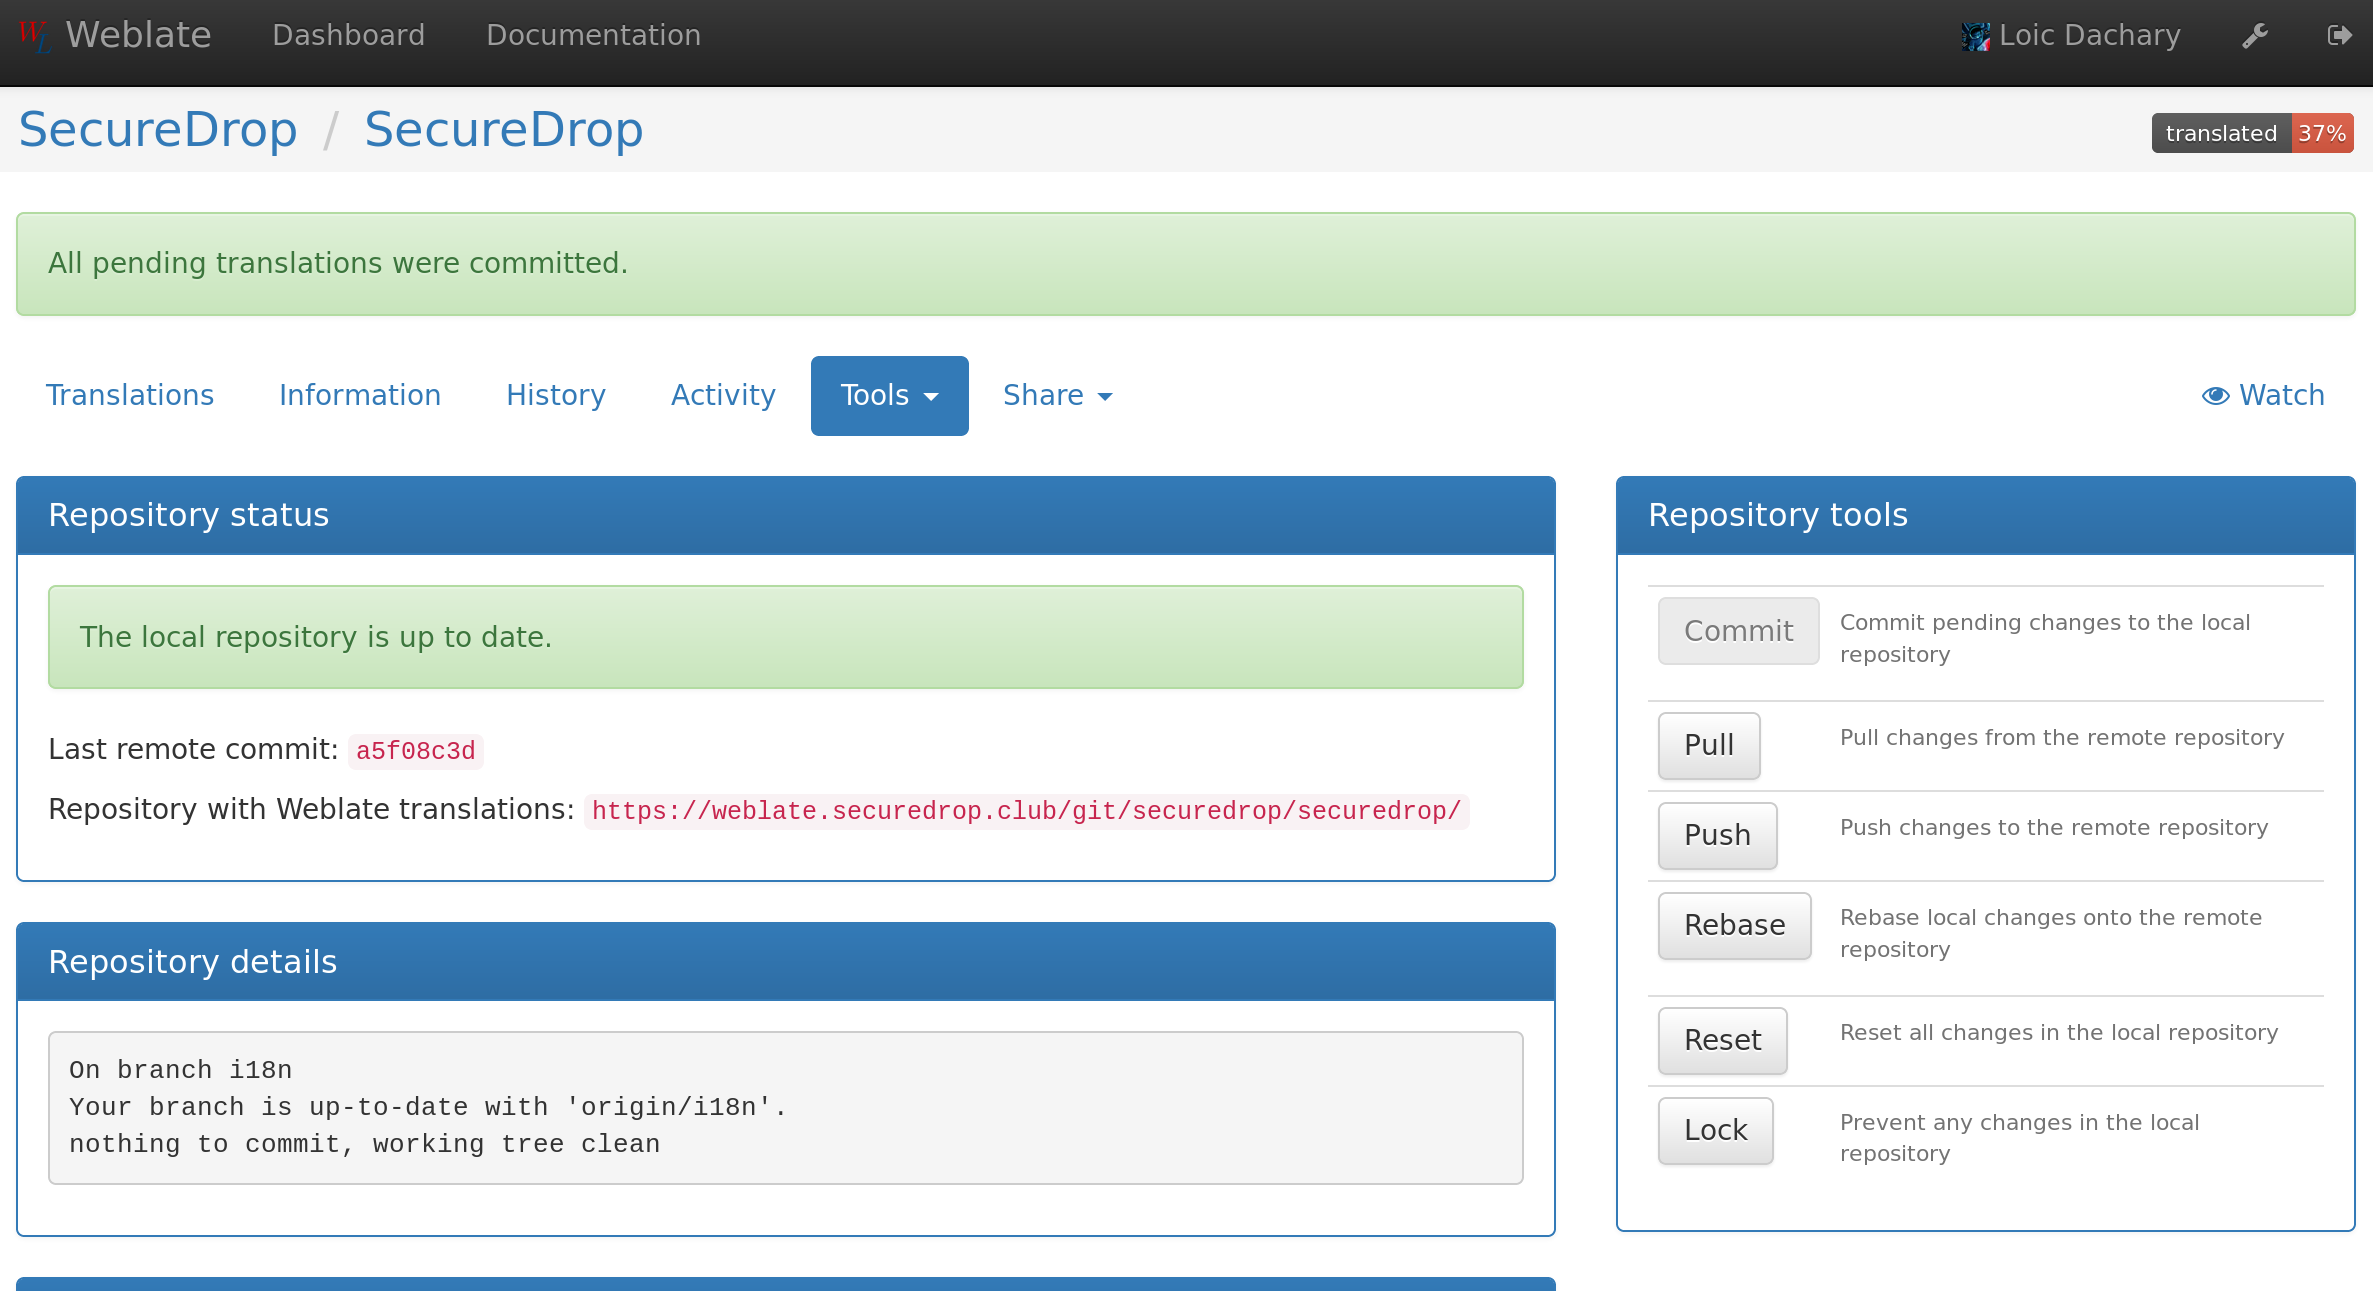 WL Weblate Dashboard Documentation Loic Dachary
SecureDrop / SecureDrop translated 37%
All pending translations were committed.
Translations Information History Activity Tools Share Watch
Repository status
The local repository is up to date.
Last remote commit: a5f08c3d
Repository with Weblate translations: https://weblate.securedrop.club/git/securedrop/securedrop/
Repository details
On branch i18n
Your branch is up-to-date with 'origin/i18n'.
nothing to commit, working tree clean
Repository tools
Commit Commit pending changes to the local
repository
Pull Pull changes from the remote repository
Push Push changes to the remote repository
Rebase Rebase local changes onto the remote
repository
Reset Reset all changes in the local repository
Lock Prevent any changes in the local
repository